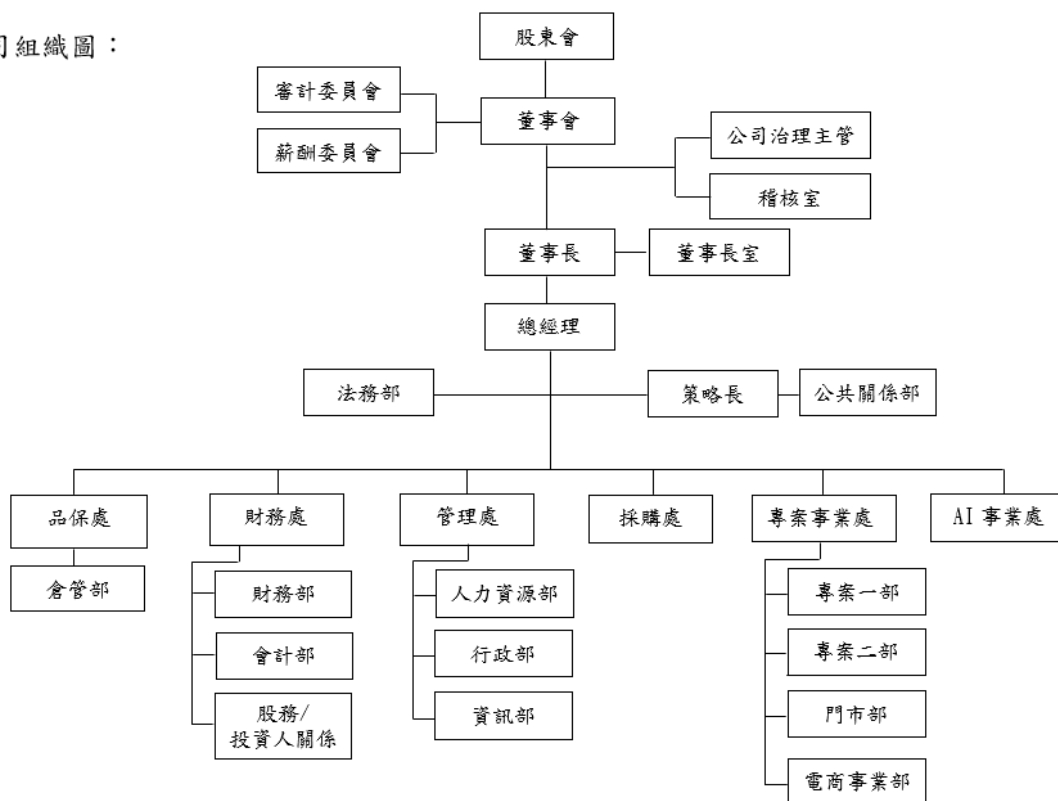 司組織圖：
股東會
審計委員會
董事會
薪酬委員會
公司治理主管
稽核室
董事長
董事長室
總經理
法務部
策略長
公共關係部
品保處
財務處
管理處
採購處
專案事業處
AI 事業處
倉管部
財務部
會計部
股務/
投資人關係
人力資源部
行政部
資訊部
專案一部
專案二部
門市部
電商事業部